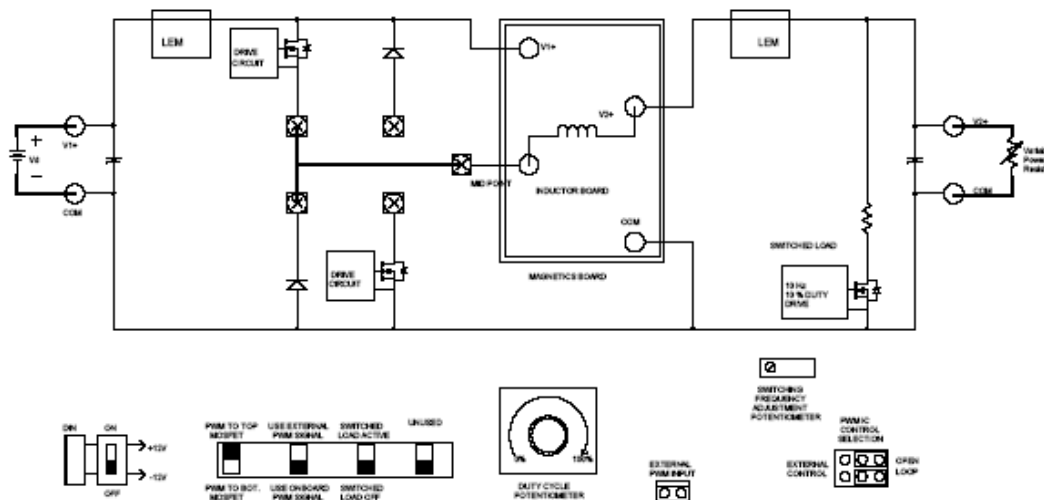 LEM
DRIVE
CIRCUIT
V1+
LEM
V2+
V1+
+
Vd
−
COM
V2+
COM
MID POINT
INDUCTOR BOARD
COM
DRIVE
CIRCUIT
MAGNETICS BOARD
SWITCHED LOAD
10 Hz
10 % DUTY
DRIVE
SWITCHING
FREQUENCY
ADJUSTMENT
POTENTIOMETER
DIN
ON
+12V
-12V
OFF
PWM TO TOP
MOSFET
USE EXTERNAL
PWM SIGNAL
SWITCHED
LOAD ACTIVE
UNUSED
PWM TO BOT.
MOSFET
USE ONBOARD
PWM SIGNAL
SWITCHED
LOAD OFF
0%
100%
DUTY CYCLE
POTENTIOMETER
EXTERNAL
PWM INPUT
PWM IC
CONTROL
SELECTION
EXTERNAL
CONTROL
OPEN
LOOP